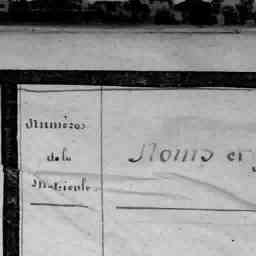 Numéros
de la
Matricule.
Noms et